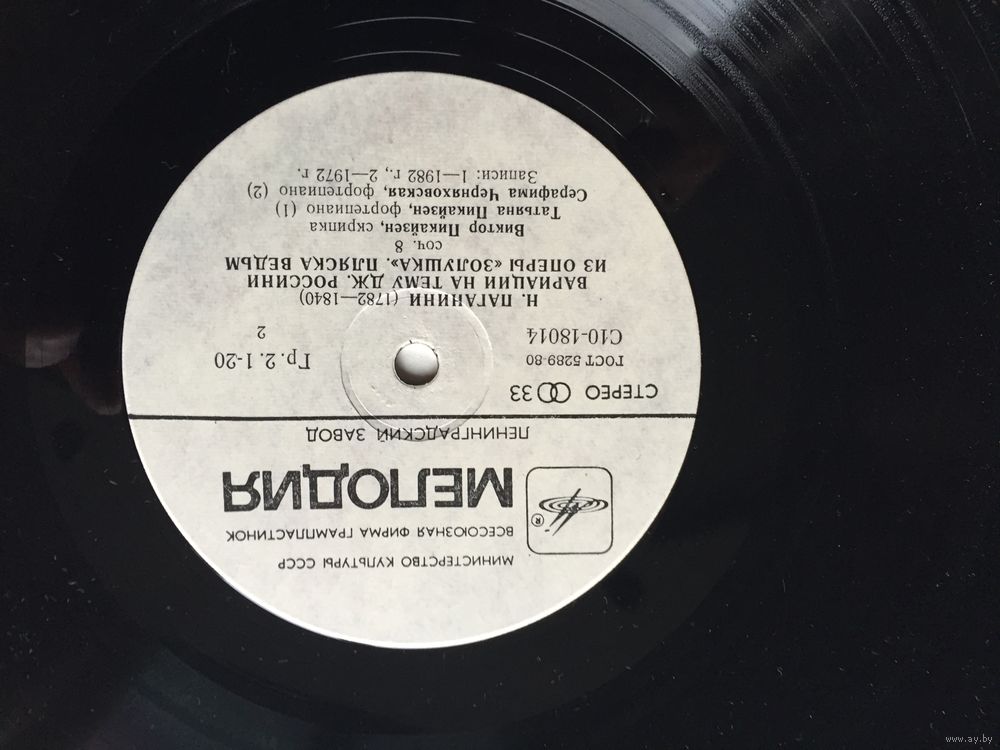 МИНИСТЕРСТВО КУЛЬТУРЫ СССР
ВСЕСОЮЗНАЯ ФИРМА ГРАМПЛАСТИНОК
®
МЕЛОДИЯ
ЛЕНИНГРАДСКИЙ ЗАВОД
СТЕРЕО 33
ГОСТ 5289-80 Гр. 2. 1-20
С10-18014 2
Н. ПАГАНИНИ (1782—1840)
ВАРИАЦИИ НА ТЕМУ ДЖ. РОССИНИ
ИЗ ОПЕРЫ «ЗОЛУШКА». ПЛЯСКА ВЕДЬМ
соч. 8
Виктор Пикайзен, скрипка
Татьяна Пикайзен, фортепиано (1)
Серафима Черняховская, фортепиано (2)
Записи: 1—1982 г., 2—1972 г.
www.ay.by